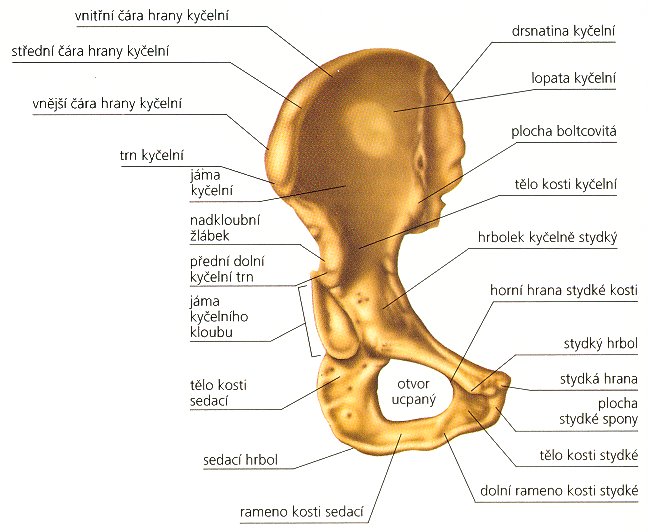 vnitřní čára hrany kyčelní
střední čára hrany kyčelní
vnější čára hrany kyčelní
trn kyčelní
jáma
kyčelní
nadkloubní
žlábek
přední dolní
kyčelní trn
jáma
kyčelního
kloubu
tělo kosti
sedací
sedací hrbol
rameno kosti sedací
otvor
ucpaný
drsnatina kyčelní
lopata kyčelní
plocha boltcovitá
tělo kosti kyčelní
hrbolek kyčelně stydký
horní hrana stydké kosti
stydký hrbol
stydká hrana
plocha
stydké spony
tělo kosti stydké
dolní rameno kosti stydké